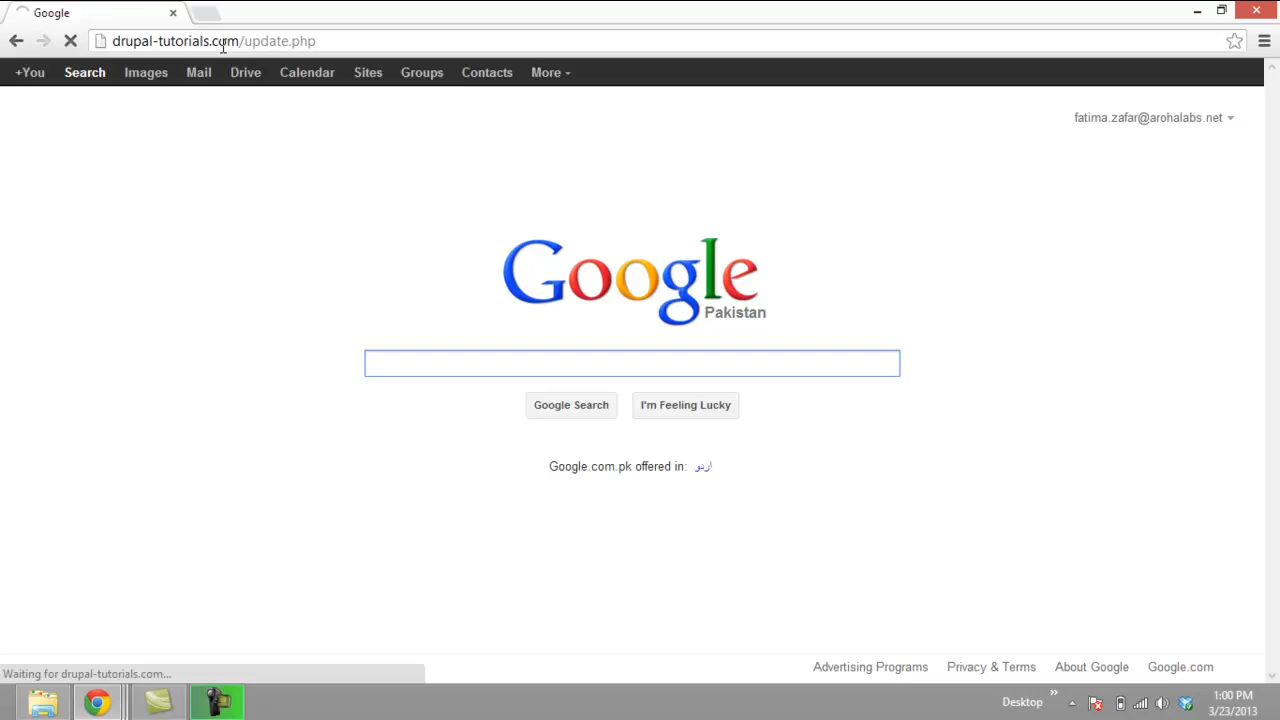 Google
drupal-tutorials.com/update.php
+You Search Images Mail Drive Calendar Sites Groups Contacts More
fatima.zafar@arohalabs.net
Google
Pakistan
Google Search I'm Feeling Lucky
Google.com.pk offered in: اردو
Waiting for drupal-tutorials.com...
Advertising Programs Privacy & Terms About Google Google.com
Desktop
1:00 PM
3/23/2013